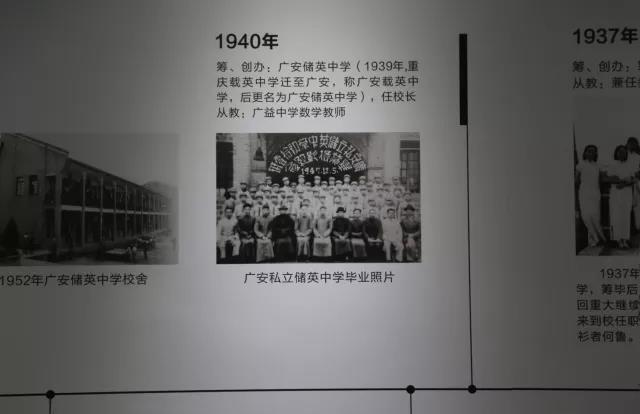 1940年
筹、创办：广安储英中学（1939年,重
庆载英中学迁至广安，称广安载英中
学，后更名为广安储英中学），任校长
从教：广益中学数学教师
1952年广安储英中学校舍
广安私立储英中学毕业照片
1937年
筹、创办：
从教：兼任
1937年
学，筹毕后
回重大继续
来到校任职
衫者何鲁。